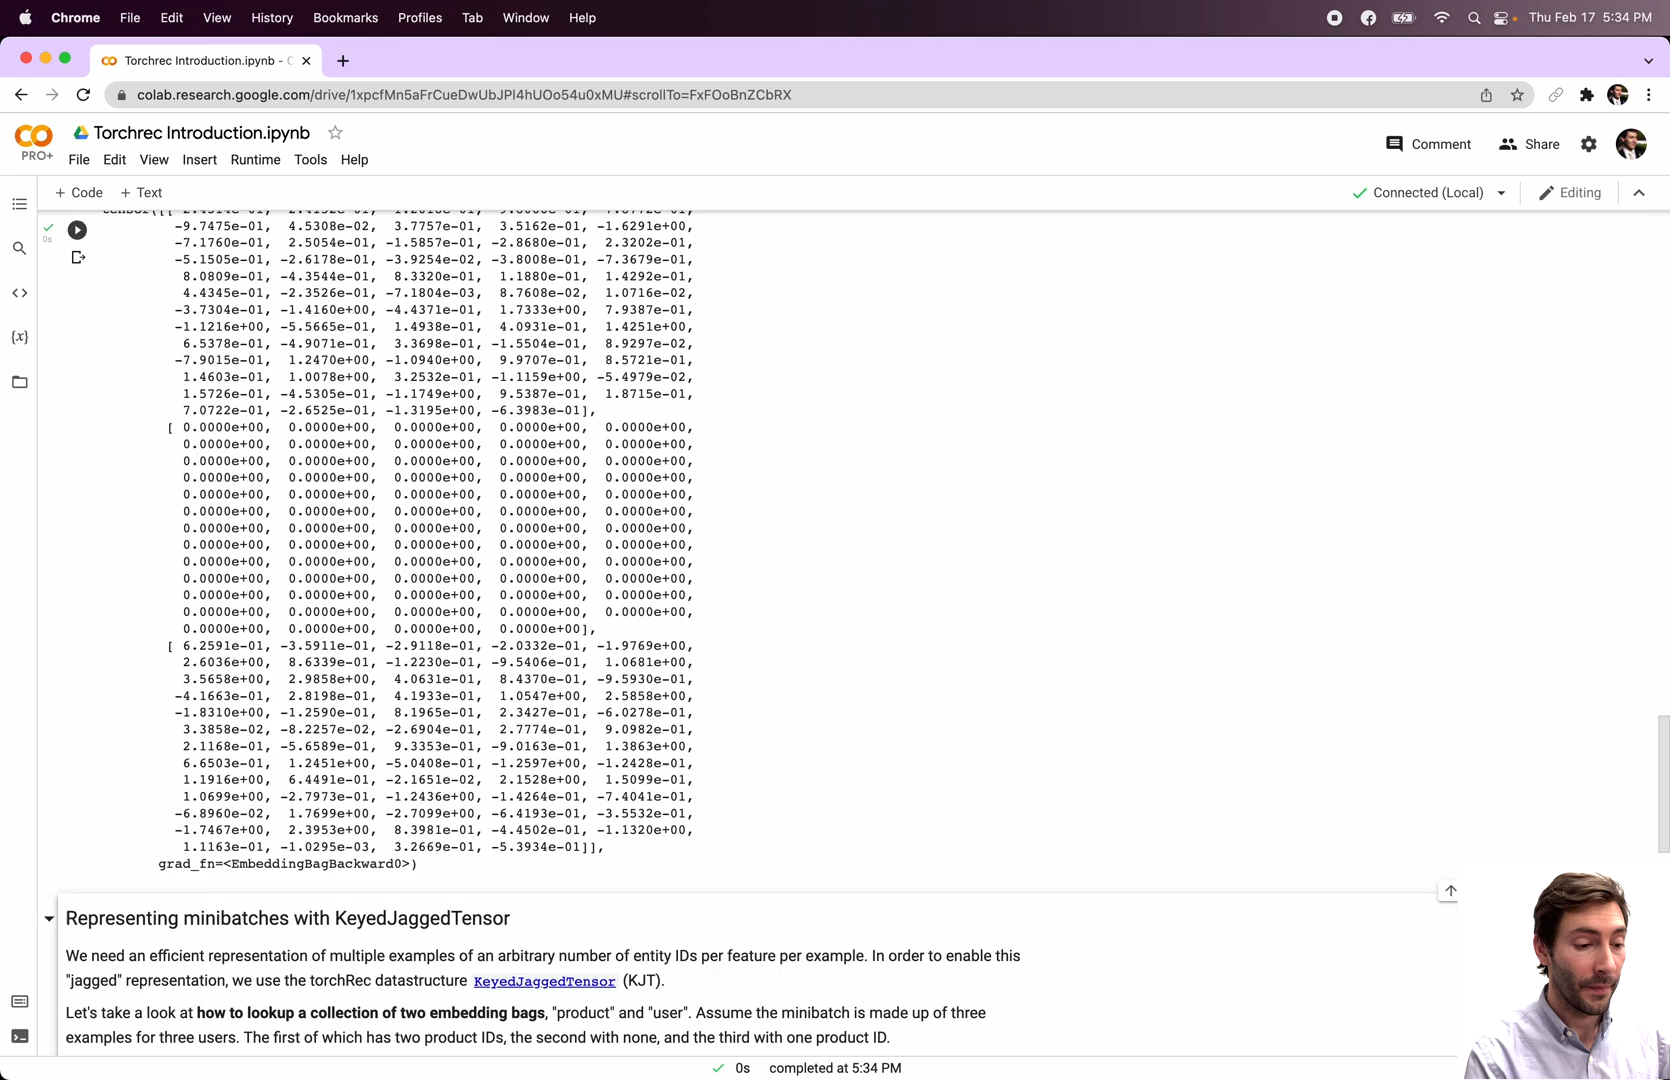 Chrome File Edit View History Bookmarks Profiles Tab Window Help Thu Feb 17 5:34 PM
Torchrec Introduction.ipynb - C
colab.research.google.com/drive/1xpcfMn5aFrCueDwUbJPl4hUOo54u0xMU#scrollTo=FxFOoBnZCbRX
Torchrec Introduction.ipynb
PRO+
File Edit View Insert Runtime Tools Help
Comment Share
+ Code + Text Connected (Local) Editing
-9.7475e-01, 4.5308e-02, 3.7757e-01, 3.5162e-01, -1.6291e+00,
0s
-7.1760e-01, 2.5054e-01, -1.5857e-01, -2.8680e-01, 2.3202e-01,
-5.1505e-01, -2.6178e-01, -3.9254e-02, -3.8008e-01, -7.3679e-01,
8.0809e-01, -4.3544e-01, 8.3320e-01, 1.1880e-01, 1.4292e-01,
4.4345e-01, -2.3526e-01, -7.1804e-03, 8.7608e-02, 1.0716e-02,
-3.7304e-01, -1.4160e+00, -4.4371e-01, 1.7333e+00, 7.9387e-01,
-1.1216e+00, -5.5665e-01, 1.4938e-01, 4.0931e-01, 1.4251e+00,
6.5378e-01, -4.9071e-01, 3.3698e-01, -1.5504e-01, 8.9297e-02,
-7.9015e-01, 1.2470e+00, -1.0940e+00, 9.9707e-01, 8.5721e-01,
1.4603e-01, 1.0078e+00, 3.2532e-01, -1.1159e+00, -5.4979e-02,
1.5726e-01, -4.5305e-01, -1.1749e+00, 9.5387e-01, 1.8715e-01,
7.0722e-01, -2.6525e-01, -1.3195e+00, -6.3983e-01],
[ 0.0000e+00, 0.0000e+00, 0.0000e+00, 0.0000e+00, 0.0000e+00,
0.0000e+00, 0.0000e+00, 0.0000e+00, 0.0000e+00, 0.0000e+00,
0.0000e+00, 0.0000e+00, 0.0000e+00, 0.0000e+00, 0.0000e+00,
0.0000e+00, 0.0000e+00, 0.0000e+00, 0.0000e+00, 0.0000e+00,
0.0000e+00, 0.0000e+00, 0.0000e+00, 0.0000e+00, 0.0000e+00,
0.0000e+00, 0.0000e+00, 0.0000e+00, 0.0000e+00, 0.0000e+00,
0.0000e+00, 0.0000e+00, 0.0000e+00, 0.0000e+00, 0.0000e+00,
0.0000e+00, 0.0000e+00, 0.0000e+00, 0.0000e+00, 0.0000e+00,
0.0000e+00, 0.0000e+00, 0.0000e+00, 0.0000e+00, 0.0000e+00,
0.0000e+00, 0.0000e+00, 0.0000e+00, 0.0000e+00, 0.0000e+00,
0.0000e+00, 0.0000e+00, 0.0000e+00, 0.0000e+00, 0.0000e+00,
0.0000e+00, 0.0000e+00, 0.0000e+00, 0.0000e+00, 0.0000e+00,
0.0000e+00, 0.0000e+00, 0.0000e+00, 0.0000e+00],
[ 6.2591e-01, -3.5911e-01, -2.9118e-01, -2.0332e-01, -1.9769e+00,
2.6036e+00, 8.6339e-01, -1.2230e-01, -9.5406e-01, 1.0681e+00,
3.5658e+00, 2.9858e+00, 4.0631e-01, 8.4370e-01, -9.5930e-01,
-4.1663e-01, 2.8198e-01, 4.1933e-01, 1.0547e+00, 2.5858e+00,
-1.8310e+00, -1.2590e-01, 8.1965e-01, 2.3427e-01, -6.0278e-01,
3.3858e-02, -8.2257e-02, -2.6904e-01, 2.7774e-01, 9.0982e-01,
2.1168e-01, -5.6589e-01, 9.3353e-01, -9.0163e-01, 1.3863e+00,
6.6503e-01, 1.2451e+00, -5.0408e-01, -1.2597e+00, -1.2428e-01,
1.1916e+00, 6.4491e-01, -2.1651e-02, 2.1528e+00, 1.5099e-01,
1.0699e+00, -2.7973e-01, -1.2436e+00, -1.4264e-01, -7.4041e-01,
-6.8960e-02, 1.7699e+00, -2.7099e+00, -6.4193e-01, -3.5532e-01,
-1.7467e+00, 2.3953e+00, 8.3981e-01, -4.4502e-01, -1.1320e+00,
1.1163e-01, -1.0295e-03, 3.2669e-01, -5.3934e-01]],
grad_fn=<EmbeddingBagBackward0>)
Representing minibatches with KeyedJaggedTensor
We need an efficient representation of multiple examples of an arbitrary number of entity IDs per feature per example. In order to enable this
"jagged" representation, we use the torchRec datastructure KeyedJaggedTensor (KJT).
Let's take a look at how to lookup a collection of two embedding bags, "product" and "user". Assume the minibatch is made up of three
examples for three users. The first of which has two product IDs, the second with none, and the third with one product ID.
0s completed at 5:34 PM